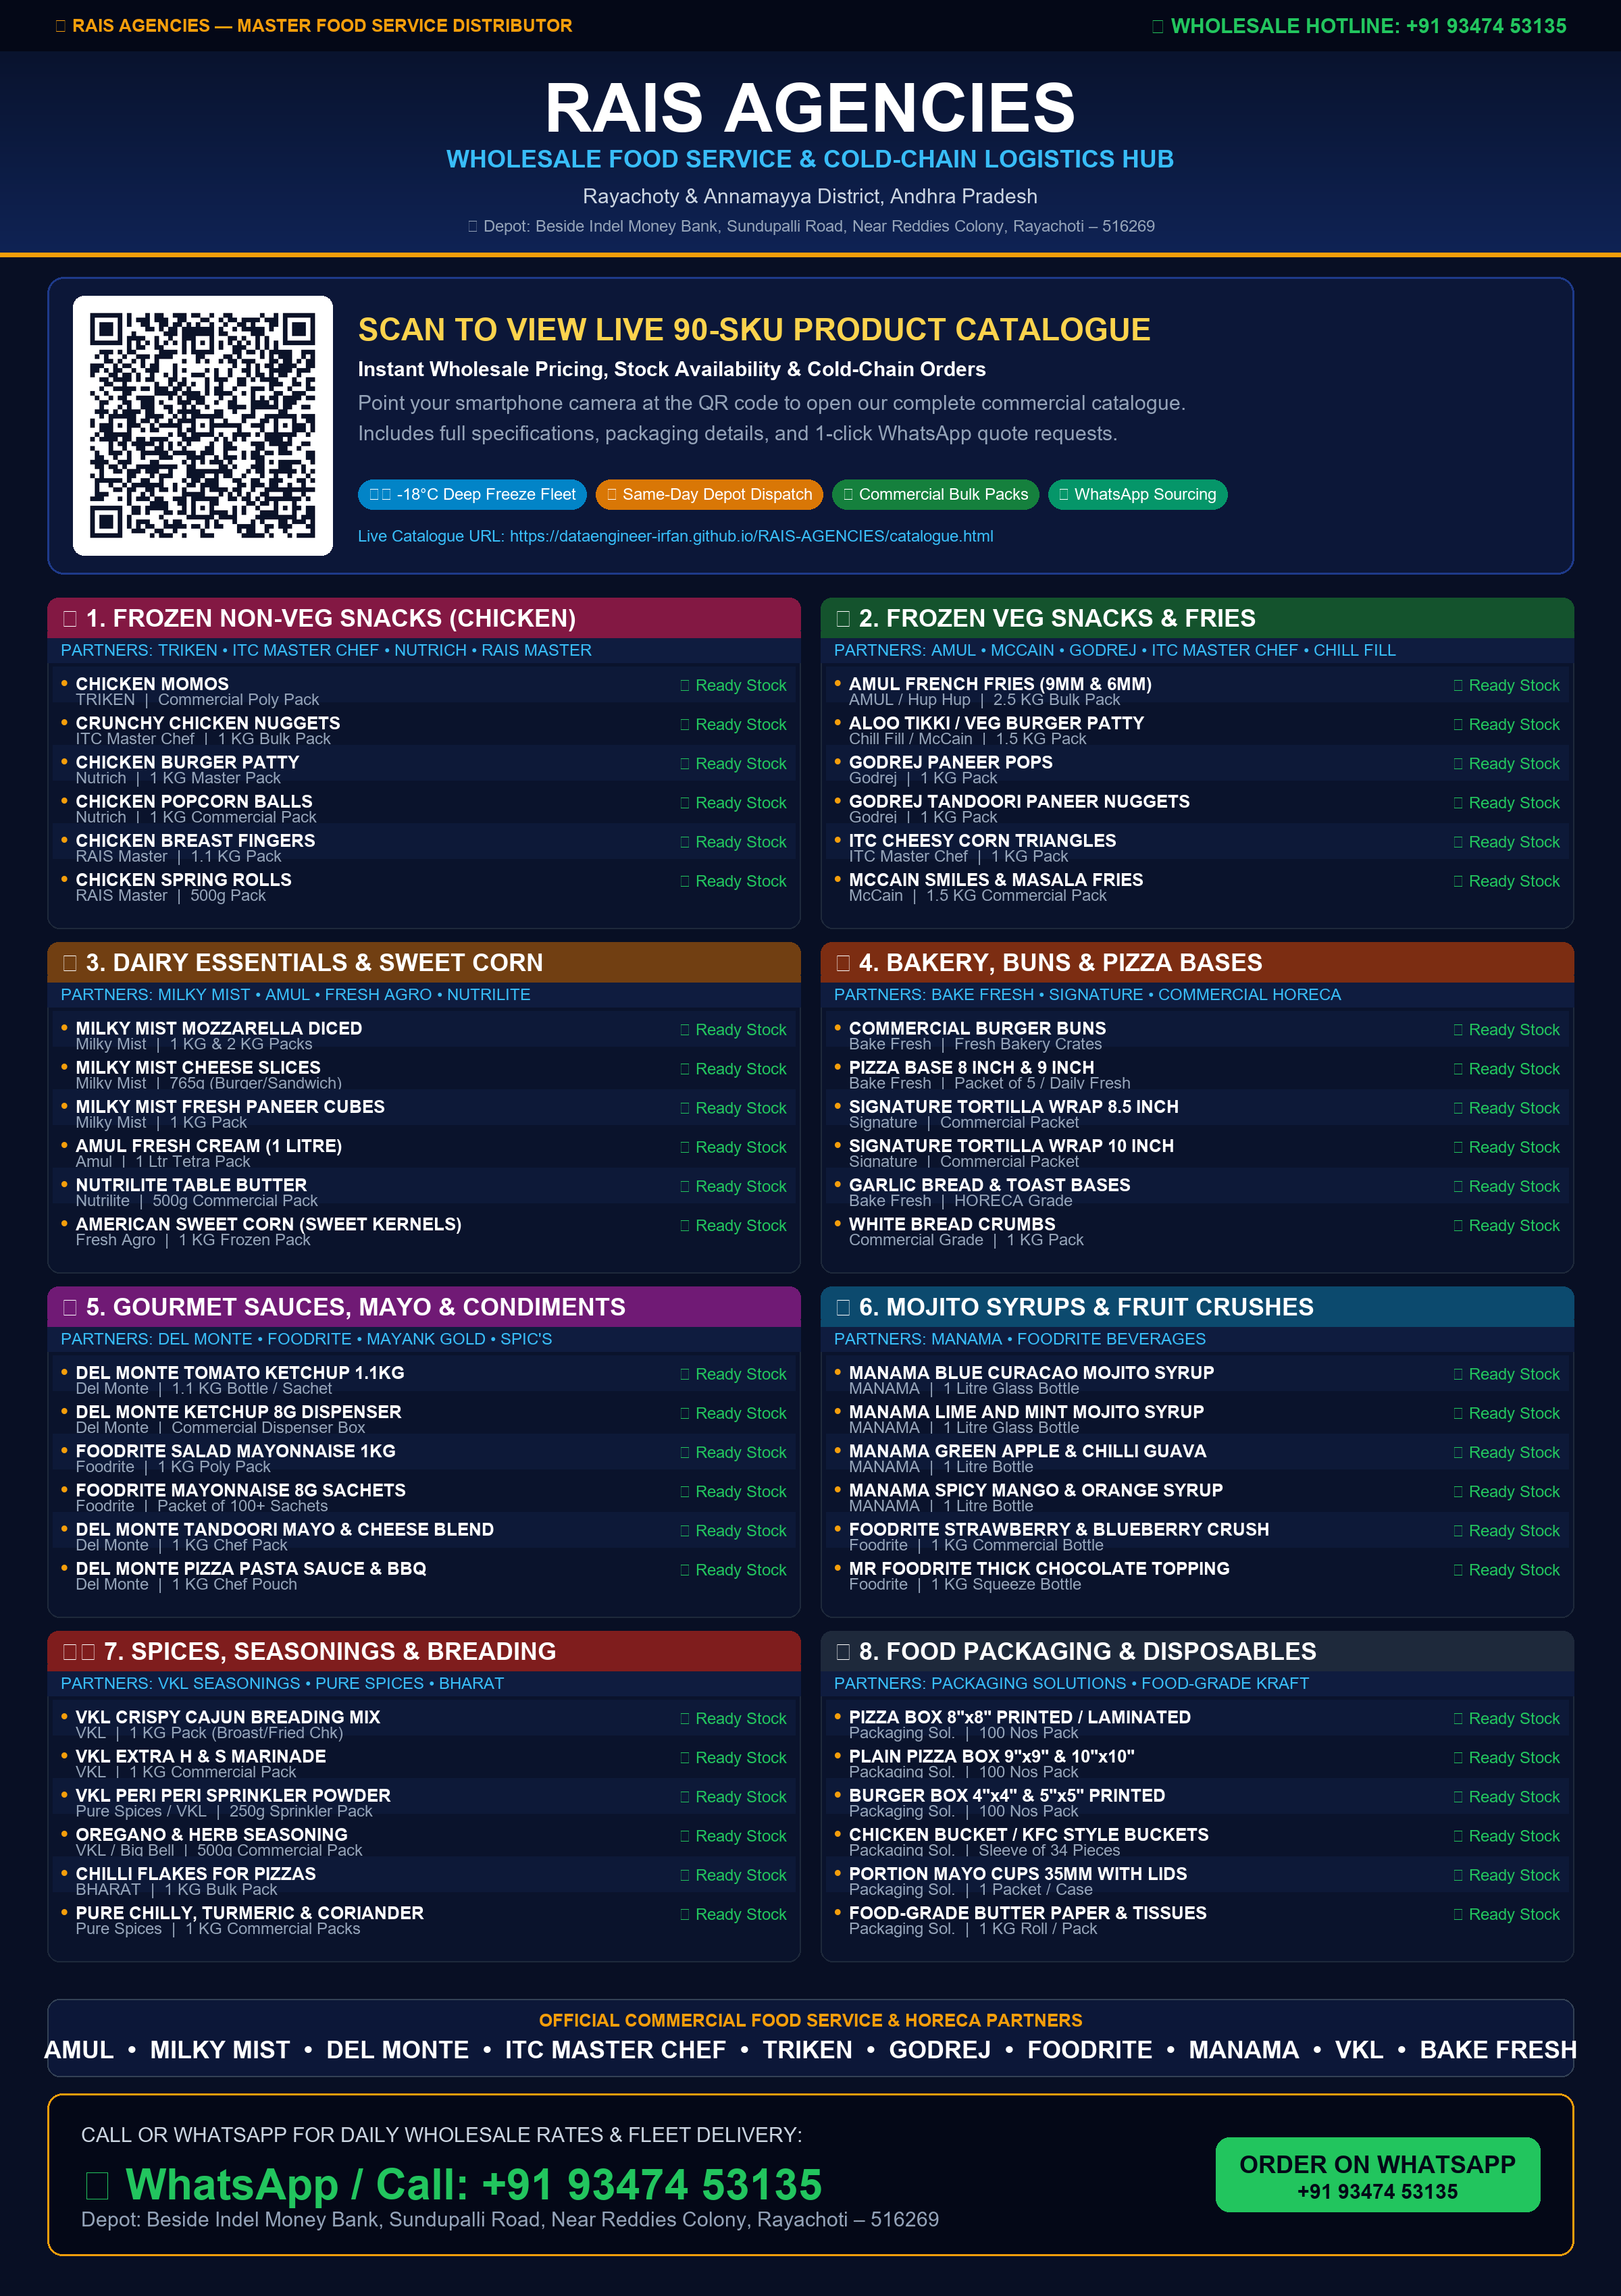 RAIS AGENCIES — MASTER FOOD SERVICE DISTRIBUTOR
WHOLESALE HOTLINE: +91 93474 53135
RAIS AGENCIES
WHOLESALE FOOD SERVICE & COLD-CHAIN LOGISTICS HUB
Rayachoty & Annamayya District, Andhra Pradesh
Depot: Beside Indel Money Bank, Sundupalli Road, Near Reddies Colony, Rayachoti – 516269
SCAN TO VIEW LIVE 90-SKU PRODUCT CATALOGUE
Instant Wholesale Pricing, Stock Availability & Cold-Chain Orders
Point your smartphone camera at the QR code to open our complete commercial catalogue.
Includes full specifications, packaging details, and 1-click WhatsApp quote requests.
-18°C Deep Freeze Fleet
Same-Day Depot Dispatch
Commercial Bulk Packs
WhatsApp Sourcing
Live Catalogue URL: https://dataengineer-irfan.github.io/RAIS-AGENCIES/catalogue.html
1. FROZEN NON-VEG SNACKS (CHICKEN)
PARTNERS: TRIKEN • ITC MASTER CHEF • NUTRICH • RAIS MASTER
• CHICKEN MOMOS
Ready Stock
TRIKEN | Commercial Poly Pack
• CRUNCHY CHICKEN NUGGETS
Ready Stock
ITC Master Chef | 1 KG Bulk Pack
• CHICKEN BURGER PATTY
Ready Stock
Nutrich | 1 KG Master Pack
• CHICKEN POPCORN BALLS
Ready Stock
Nutrich | 1 KG Commercial Pack
• CHICKEN BREAST FINGERS
Ready Stock
RAIS Master | 1.1 KG Pack
• CHICKEN SPRING ROLLS
Ready Stock
RAIS Master | 500g Pack
2. FROZEN VEG SNACKS & FRIES
PARTNERS: AMUL • MCCAIN • GODREJ • ITC MASTER CHEF • CHILL FILL
• AMUL FRENCH FRIES (9MM & 6MM)
Ready Stock
AMUL / Hup Hup | 2.5 KG Bulk Pack
• ALOO TIKKI / VEG BURGER PATTY
Ready Stock
Chill Fill / McCain | 1.5 KG Pack
• GODREJ PANEER POPS
Ready Stock
Godrej | 1 KG Pack
• GODREJ TANDOORI PANEER NUGGETS
Ready Stock
Godrej | 1 KG Pack
• ITC CHEESY CORN TRIANGLES
Ready Stock
ITC Master Chef | 1 KG Pack
• MCCAIN SMILES & MASALA FRIES
Ready Stock
McCain | 1.5 KG Commercial Pack
3. DAIRY ESSENTIALS & SWEET CORN
PARTNERS: MILKY MIST • AMUL • FRESH AGRO • NUTRILITE
• MILKY MIST MOZZARELLA DICED
Ready Stock
Milky Mist | 1 KG & 2 KG Packs
• MILKY MIST CHEESE SLICES
Ready Stock
Milky Mist | 765g (Burger/Sandwich)
• MILKY MIST FRESH PANEER CUBES
Ready Stock
Milky Mist | 1 KG Pack
• AMUL FRESH CREAM (1 LITRE)
Ready Stock
Amul | 1 Ltr Tetra Pack
• NUTRILITE TABLE BUTTER
Ready Stock
Nutrilite | 500g Commercial Pack
• AMERICAN SWEET CORN (SWEET KERNELS)
Ready Stock
Fresh Agro | 1 KG Frozen Pack
4. BAKERY, BUNS & PIZZA BASES
PARTNERS: BAKE FRESH • SIGNATURE • COMMERCIAL HORECA
• COMMERCIAL BURGER BUNS
Ready Stock
Bake Fresh | Fresh Bakery Crates
• PIZZA BASE 8 INCH & 9 INCH
Ready Stock
Bake Fresh | Packet of 5 / Daily Fresh
• SIGNATURE TORTILLA WRAP 8.5 INCH
Ready Stock
Signature | Commercial Packet
• SIGNATURE TORTILLA WRAP 10 INCH
Ready Stock
Signature | Commercial Packet
• GARLIC BREAD & TOAST BASES
Ready Stock
Bake Fresh | HORECA Grade
• WHITE BREAD CRUMBS
Ready Stock
Commercial Grade | 1 KG Pack
5. GOURMET SAUCES, MAYO & CONDIMENTS
PARTNERS: DEL MONTE • FOODRITE • MAYANK GOLD • SPIC'S
• DEL MONTE TOMATO KETCHUP 1.1KG
Ready Stock
Del Monte | 1.1 KG Bottle / Sachet
• DEL MONTE KETCHUP 8G DISPENSER
Ready Stock
Del Monte | Commercial Dispenser Box
• FOODRITE SALAD MAYONNAISE 1KG
Ready Stock
Foodrite | 1 KG Poly Pack
• FOODRITE MAYONNAISE 8G SACHETS
Ready Stock
Foodrite | Packet of 100+ Sachets
• DEL MONTE TANDOORI MAYO & CHEESE BLEND
Ready Stock
Del Monte | 1 KG Chef Pack
• DEL MONTE PIZZA PASTA SAUCE & BBQ
Ready Stock
Del Monte | 1 KG Chef Pouch
6. MOJITO SYRUPS & FRUIT CRUSHES
PARTNERS: MANAMA • FOODRITE BEVERAGES
• MANAMA BLUE CURACAO MOJITO SYRUP
Ready Stock
MANAMA | 1 Litre Glass Bottle
• MANAMA LIME AND MINT MOJITO SYRUP
Ready Stock
MANAMA | 1 Litre Glass Bottle
• MANAMA GREEN APPLE & CHILLI GUAVA
Ready Stock
MANAMA | 1 Litre Bottle
• MANAMA SPICY MANGO & ORANGE SYRUP
Ready Stock
MANAMA | 1 Litre Bottle
• FOODRITE STRAWBERRY & BLUEBERRY CRUSH
Ready Stock
Foodrite | 1 KG Commercial Bottle
• MR FOODRITE THICK CHOCOLATE TOPPING
Ready Stock
Foodrite | 1 KG Squeeze Bottle
7. SPICES, SEASONINGS & BREADING
PARTNERS: VKL SEASONINGS • PURE SPICES • BHARAT
• VKL CRISPY CAJUN BREADING MIX
Ready Stock
VKL | 1 KG Pack (Broast/Fried Chk)
• VKL EXTRA H & S MARINADE
Ready Stock
VKL | 1 KG Commercial Pack
• VKL PERI PERI SPRINKLER POWDER
Ready Stock
Pure Spices / VKL | 250g Sprinkler Pack
• OREGANO & HERB SEASONING
Ready Stock
VKL / Big Bell | 500g Commercial Pack
• CHILLI FLAKES FOR PIZZAS
Ready Stock
BHARAT | 1 KG Bulk Pack
• PURE CHILLY, TURMERIC & CORIANDER
Ready Stock
Pure Spices | 1 KG Commercial Packs
8. FOOD PACKAGING & DISPOSABLES
PARTNERS: PACKAGING SOLUTIONS • FOOD-GRADE KRAFT
• PIZZA BOX 8"x8" PRINTED / LAMINATED
Ready Stock
Packaging Sol. | 100 Nos Pack
• PLAIN PIZZA BOX 9"x9" & 10"x10"
Ready Stock
Packaging Sol. | 100 Nos Pack
• BURGER BOX 4"x4" & 5"x5" PRINTED
Ready Stock
Packaging Sol. | 100 Nos Pack
• CHICKEN BUCKET / KFC STYLE BUCKETS
Ready Stock
Packaging Sol. | Sleeve of 34 Pieces
• PORTION MAYO CUPS 35MM WITH LIDS
Ready Stock
Packaging Sol. | 1 Packet / Case
• FOOD-GRADE BUTTER PAPER & TISSUES
Ready Stock
Packaging Sol. | 1 KG Roll / Pack
OFFICIAL COMMERCIAL FOOD SERVICE & HORECA PARTNERS
AMUL • MILKY MIST • DEL MONTE • ITC MASTER CHEF • TRIKEN • GODREJ • FOODRITE • MANAMA • VKL • BAKE FRESH
CALL OR WHATSAPP FOR DAILY WHOLESALE RATES & FLEET DELIVERY:
WhatsApp / Call: +91 93474 53135
Depot: Beside Indel Money Bank, Sundupalli Road, Near Reddies Colony, Rayachoti – 516269
ORDER ON WHATSAPP
+91 93474 53135